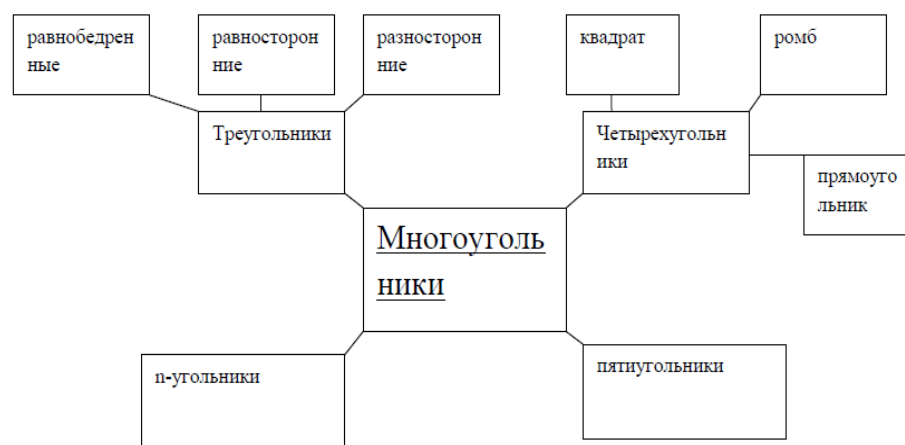 равнобедрен
ные
равносторон
ние
разносторон
ние
квадрат
ромб
Треугольники
Четырехугольн
ики
прямоуго
льник
Многоуголь
ники
n-угольники
пятиугольники